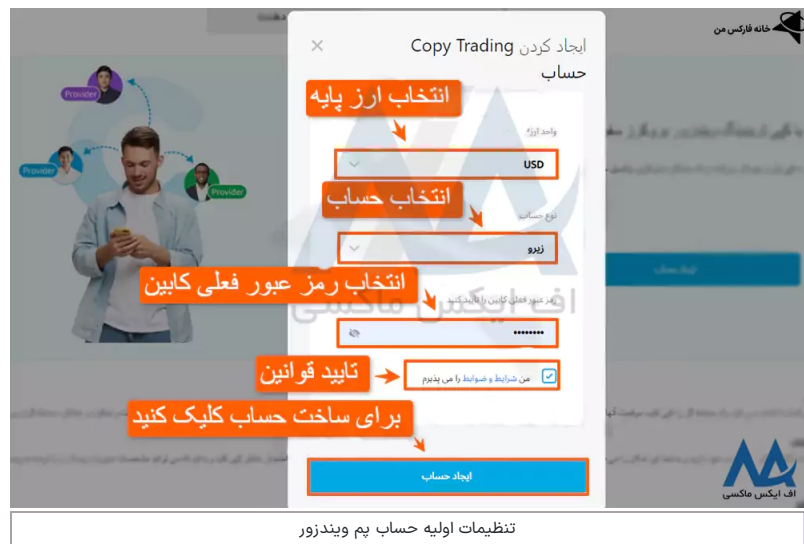 خانه فارکس من
ایجاد کردن Copy Trading
حساب
انتخاب ارز پایه
واحد ارز*
USD
انتخاب حساب
نوع حساب
زیرو
انتخاب رمز عبور فعلی کابین
رمز عبور فعلی کابین را تایید کنید
اف ایکس ماکسی
••••••••
تایید قوانین
من شرایط و ضوابط را می پذیرم
برای ساخت حساب کلیک کنید
ایجاد حساب
Provider
Provider
Provider
ایجاد حساب
اف ایکس ماکسی
تنظیمات اولیه حساب پم ویندزور